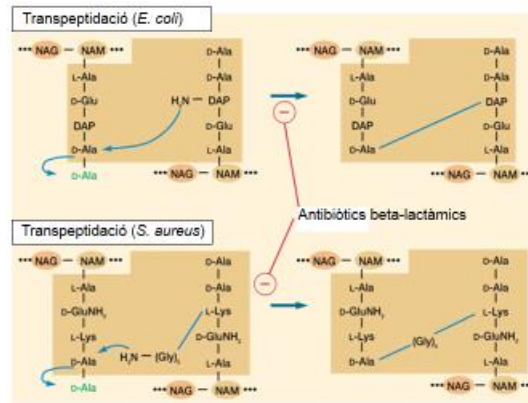 Transpeptidació (E. coli)
••• NAG — NAM •••
L-Ala
D-Glu
DAP
D-Ala
D-Ala
D-Ala
D-Ala
H₂N — DAP
D-Glu
L-Ala
••• NAG — NAM •••
••• NAG — NAM •••
L-Ala
D-Glu
DAP
D-Ala
D-Ala
D-Ala
DAP
D-Glu
L-Ala
••• NAG — NAM •••
Antibiòtics beta-lactàmics
Transpeptidació (S. aureus)
••• NAG — NAM •••
L-Ala
D-GluNH₂
L-Lys
D-Ala
D-Ala
D-Ala
D-Ala
L-Lys
D-GluNH₂
L-Ala
H₂N — (Gly)₅
••• NAG — NAM •••
••• NAG — NAM •••
L-Ala
D-GluNH₂
L-Lys
D-Ala
(Gly)₅
D-Ala
D-Ala
L-Lys
D-GluNH₂
L-Ala
••• NAG — NAM •••